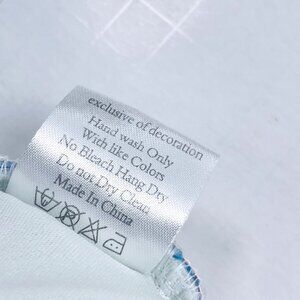 exclusive of decoration
Hand wash Only
With like Colors
No Bleach Hang Dry
Do not Dry Clean
Made In China